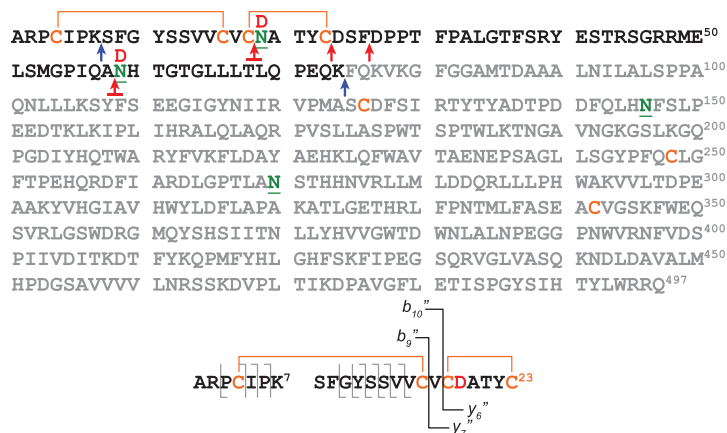 D
ARPCIPKSFG YSSVVCVCNA TYCDSFDPPT FPALGTFSRY ESTRSGRRME50
D
LSMGPIQANH TGTGLLLTLQ PEQKFQKVKG FGGAMTDAAA LNILALSPPA100
QNLLLKSYFS EEGIGYNIIR VPMASCDFSI RTYTYADTPD DFQLHNFSLP150
EEDTKLKIPL IHRALQLAQR PVSLLASPWT SPTWLKTNGA VNGKGSLKGQ200
PGDIYHQTWA RYFVKFLDAY AEHKLQFWAV TAENEPSAGL LSGYPFQCLG250
FTPEHQRDFI ARDLGPTLAN STHHNVRLLM LDDQRLLLPH WAKVVLTDPE300
AAKYVHGIAV HWYLDFLAPA KATLGETHRL FPNTMLFASE ACVGSKFWEQ350
SVRLGSWDRG MQYSHSIITN LLYHVVGWTD WNLALNPEGG PNWVRNFVDS400
PIIVDITKDT FYKQPMFYHL GHFSKFIPEG SQRVGLVASQ KNDLDAVALM450
HPDGSAVVVV LNRSSKDVPL TIKDPAVGFL ETISPGYSIH TYLWRRQ497
b10"
b9"
ARPCIPK7 SFGYSSVVCVCDATYC23
y6"
y7"